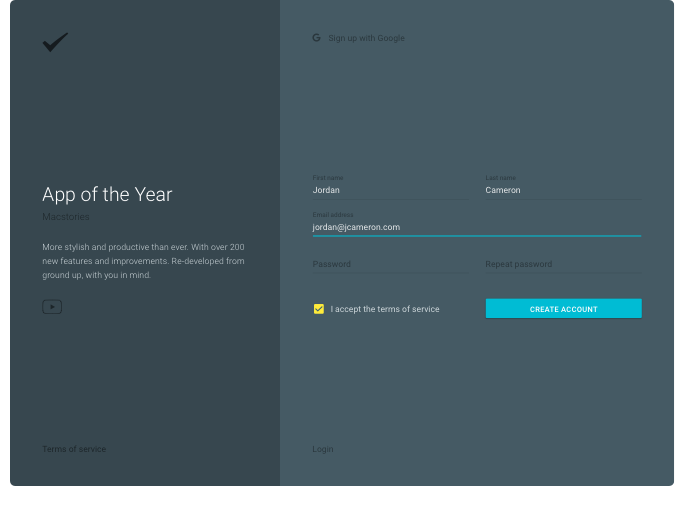 Sign up with Google
App of the Year
Macstories
More stylish and productive than ever. With over 200
new features and improvements. Re-developed from
ground up, with you in mind.
Terms of service
First name
Last name
Jordan
Cameron
Email address
jordan@jcameron.com
Password
Repeat password
I accept the terms of service
CREATE ACCOUNT
Login